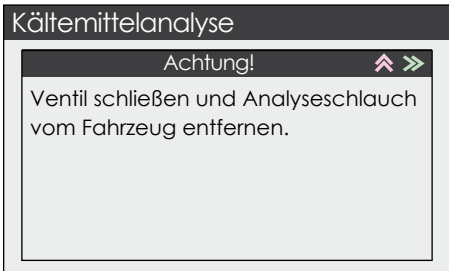 Kältemittelanalyse
Achtung!
Ventil schließen und Analyseschlauch
vom Fahrzeug entfernen.